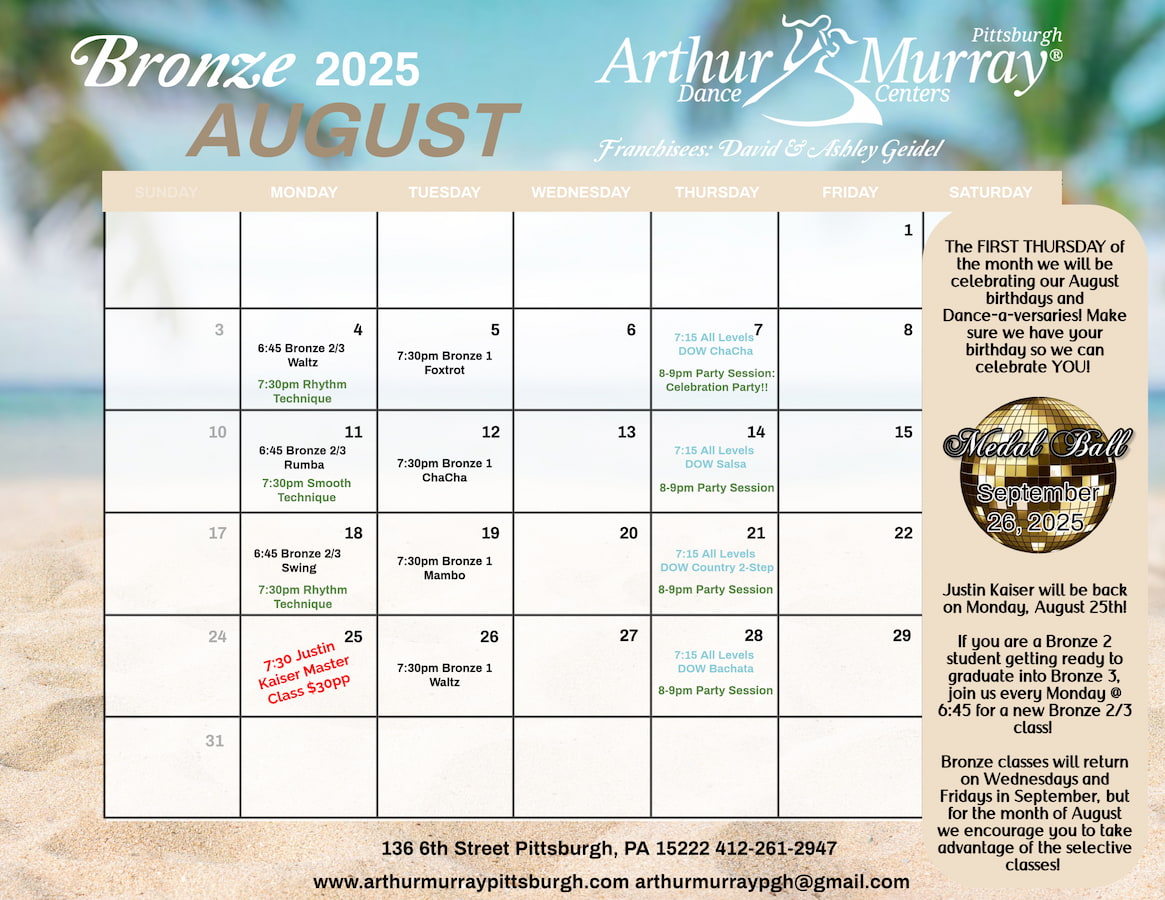 Bronze 2025
AUGUST
Pittsburgh
Arthur Murray®
Dance Centers
Franchisees: David & Ashley Geidel
SUNDAY MONDAY TUESDAY WEDNESDAY THURSDAY FRIDAY SATURDAY
1
3
4
6:45 Bronze 2/3
Waltz
7:30pm Rhythm
Technique
5
7:30pm Bronze 1
Foxtrot
6
7
7:15 All Levels
DOW ChaCha
8-9pm Party Session:
Celebration Party!!
8
10
11
6:45 Bronze 2/3
Rumba
7:30pm Smooth
Technique
12
7:30pm Bronze 1
ChaCha
13
14
7:15 All Levels
DOW Salsa
8-9pm Party Session
15
17
18
6:45 Bronze 2/3
Swing
7:30pm Rhythm
Technique
19
7:30pm Bronze 1
Mambo
20
21
7:15 All Levels
DOW Country 2-Step
8-9pm Party Session
22
24
25
7:30 Justin
Kaiser Master
Class $30pp
26
7:30pm Bronze 1
Waltz
27
28
7:15 All Levels
DOW Bachata
8-9pm Party Session
29
31
The FIRST THURSDAY of
the month we will be
celebrating our August
birthdays and
Dance-a-versaries! Make
sure we have your
birthday so we can
celebrate YOU!
Medal Ball
September
26, 2025
Justin Kaiser will be back
on Monday, August 25th!
If you are a Bronze 2
student getting ready to
graduate into Bronze 3,
join us every Monday @
6:45 for a new Bronze 2/3
class!
Bronze classes will return
on Wednesdays and
Fridays in September, but
for the month of August
we encourage you to take
advantage of the selective
classes!
136 6th Street Pittsburgh, PA 15222 412-261-2947
www.arthurmurraypittsburgh.com arthurmurraypgh@gmail.com